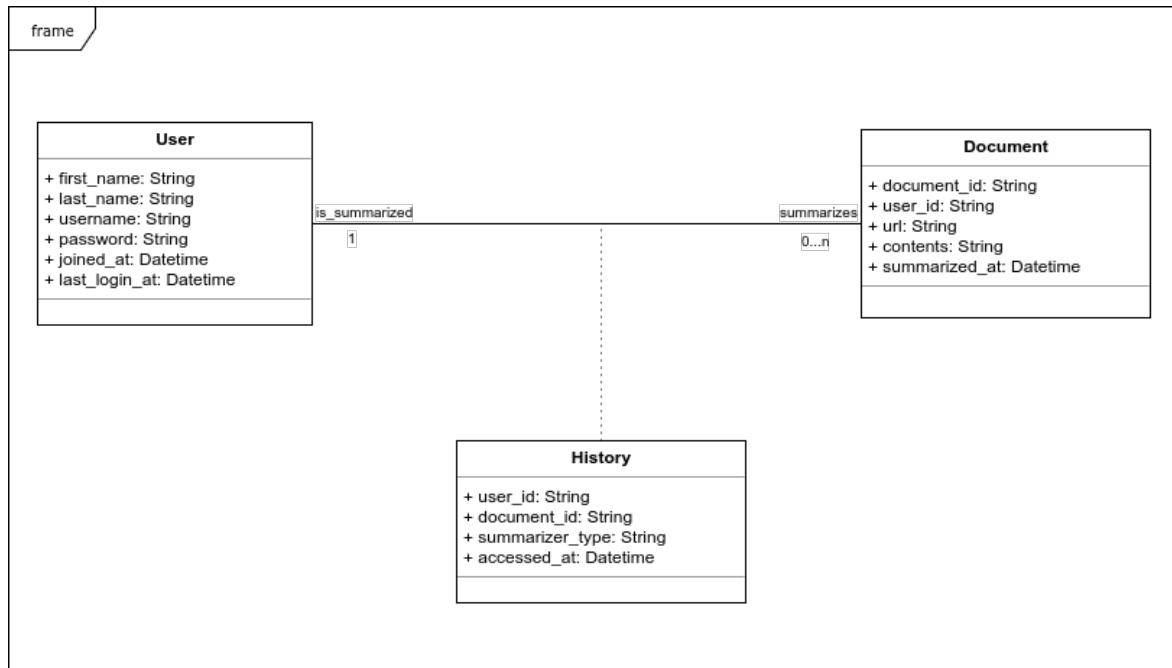 frame
User
+ first_name: String
+ last_name: String
+ username: String
+ password: String
+ joined_at: Datetime
+ last_login_at: Datetime
is_summarized
1
summarizes
0...n
Document
+ document_id: String
+ user_id: String
+ url: String
+ contents: String
+ summarized_at: Datetime
History
+ user_id: String
+ document_id: String
+ summarizer_type: String
+ accessed_at: Datetime